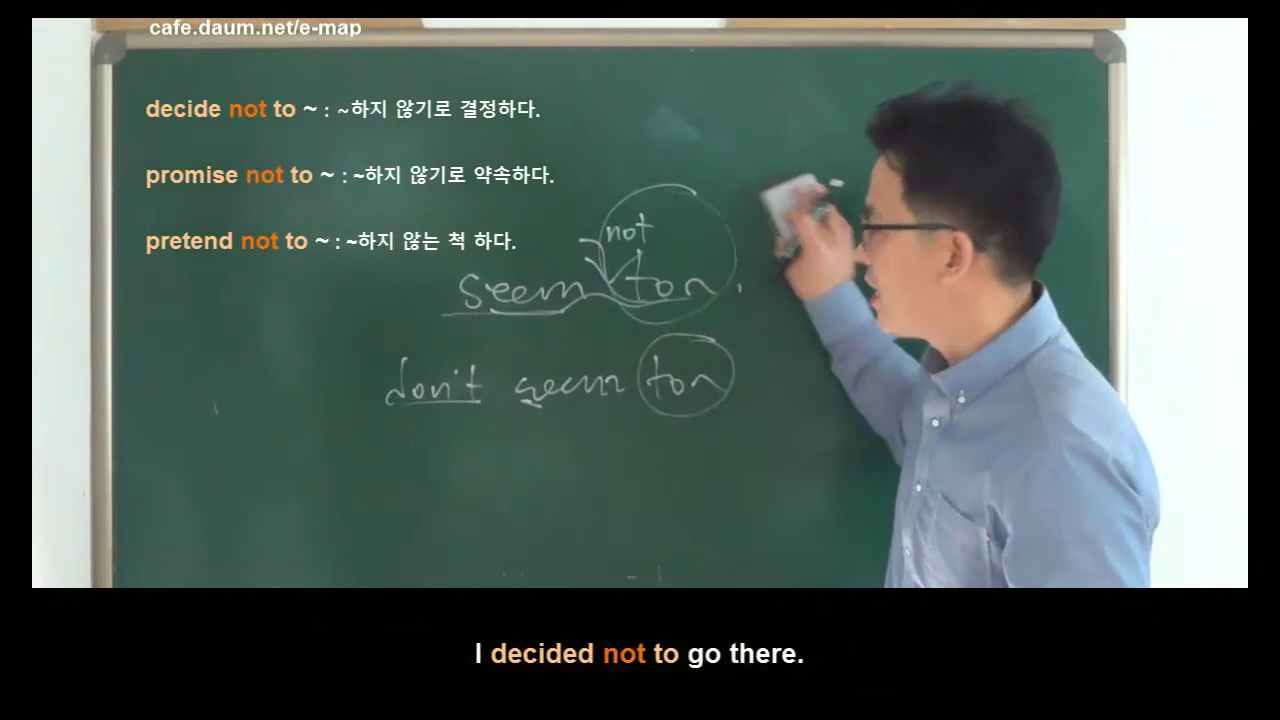 cafe.daum.net/e-map
decide not to ~ : ~하지 않기로 결정하다.
promise not to ~ : ~하지 않기로 약속하다.
pretend not to ~ : ~하지 않는 척 하다.
not
seem to
don't seem to
I decided not to go there.